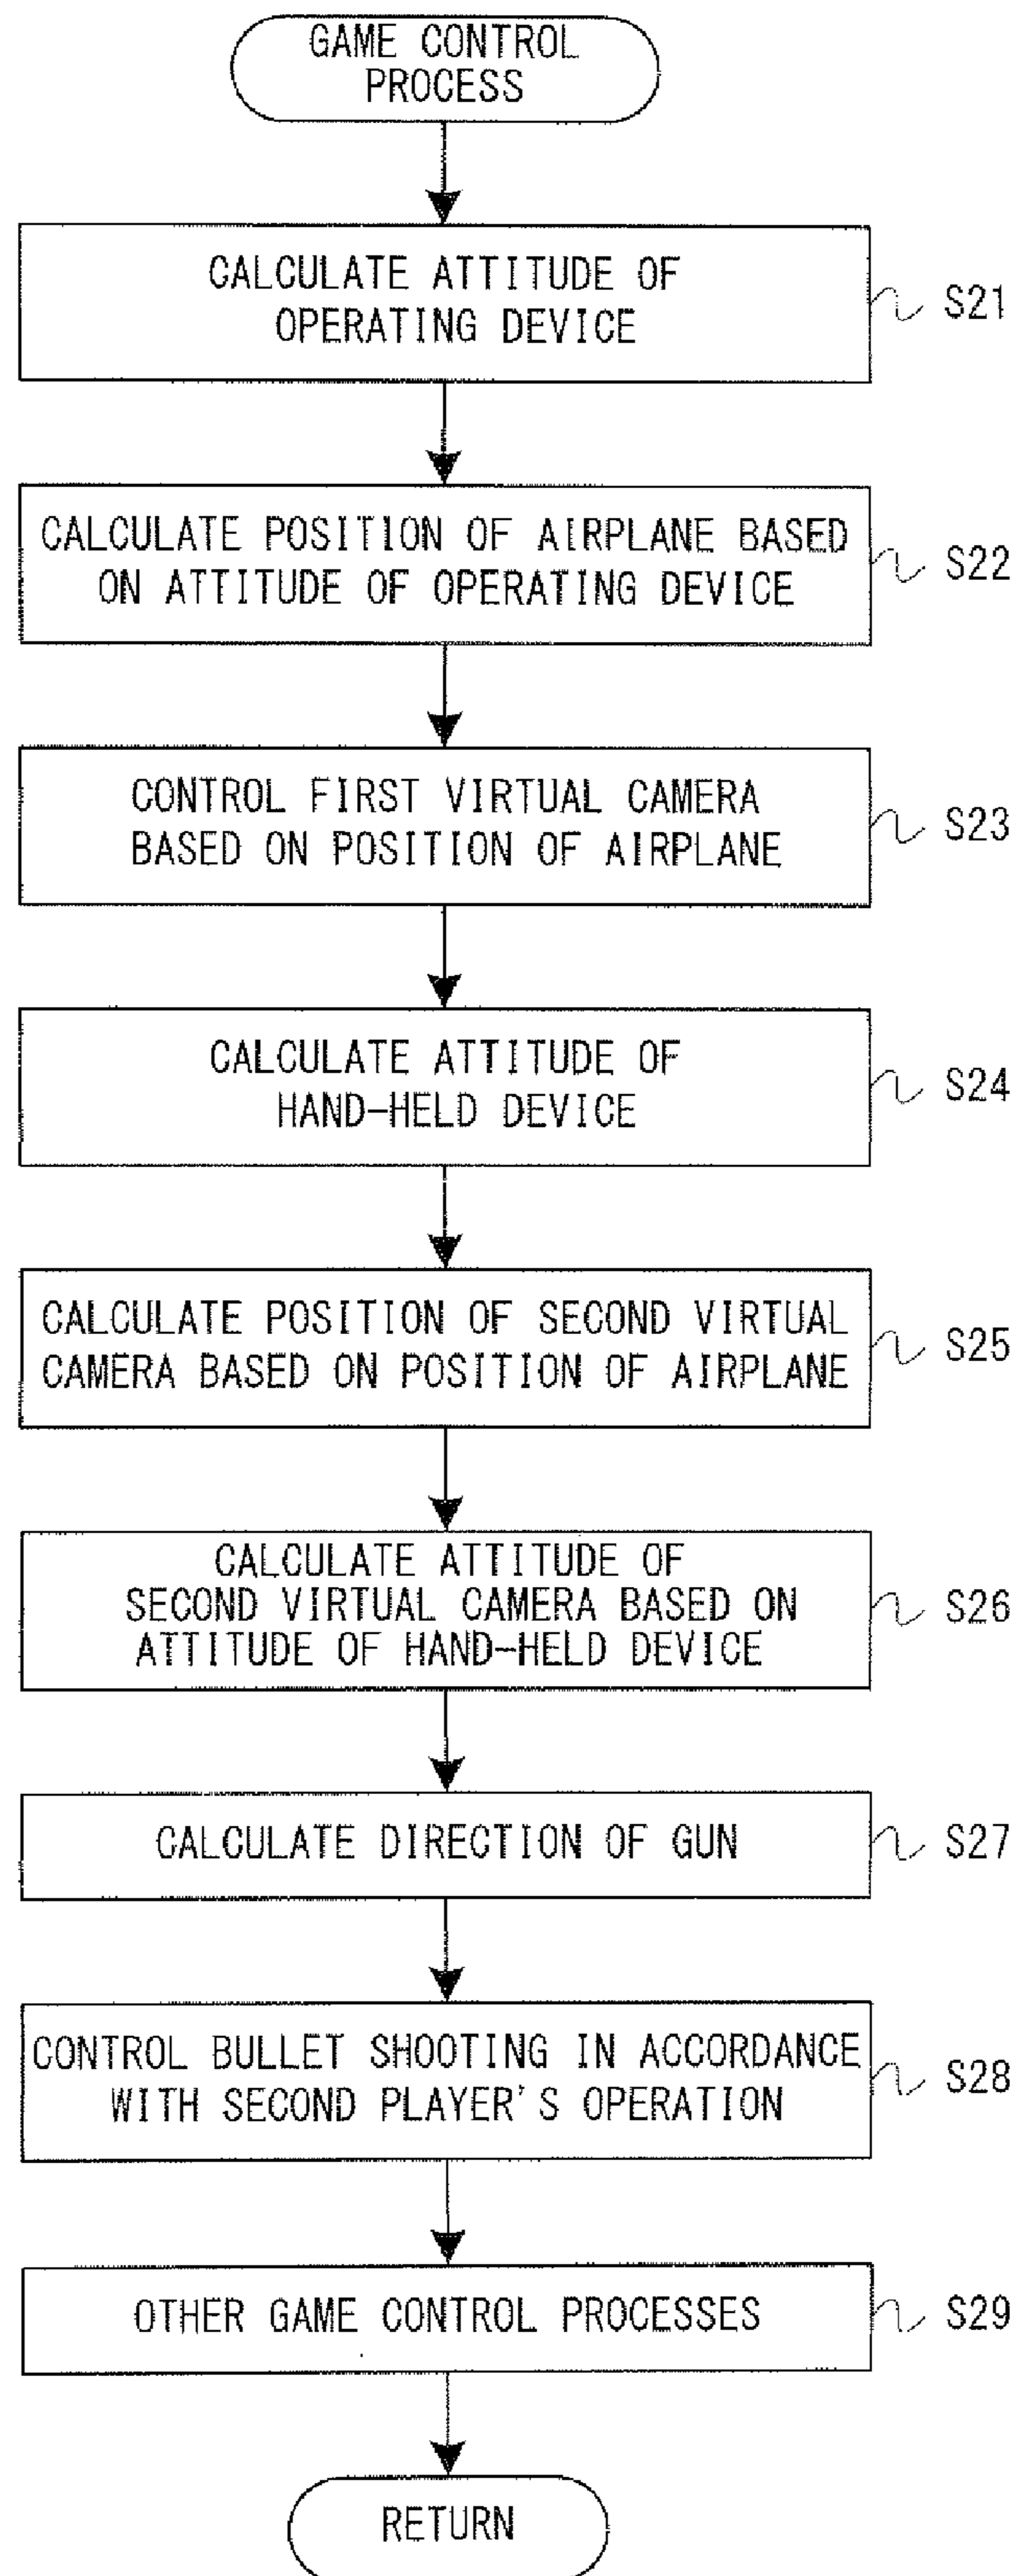 GAME CONTROL
PROCESS
CALCULATE ATTITUDE OF
OPERATING DEVICE
S21
CALCULATE POSITION OF AIRPLANE BASED
ON ATTITUDE OF OPERATING DEVICE
S22
CONTROL FIRST VIRTUAL CAMERA
BASED ON POSITION OF AIRPLANE
S23
CALCULATE ATTITUDE OF
HAND-HELD DEVICE
S24
CALCULATE POSITION OF SECOND VIRTUAL
CAMERA BASED ON POSITION OF AIRPLANE
S25
CALCULATE ATTITUDE OF
SECOND VIRTUAL CAMERA BASED ON
ATTITUDE OF HAND-HELD DEVICE
S26
CALCULATE DIRECTION OF GUN
S27
CONTROL BULLET SHOOTING IN ACCORDANCE
WITH SECOND PLAYER'S OPERATION
S28
OTHER GAME CONTROL PROCESSES
S29
RETURN